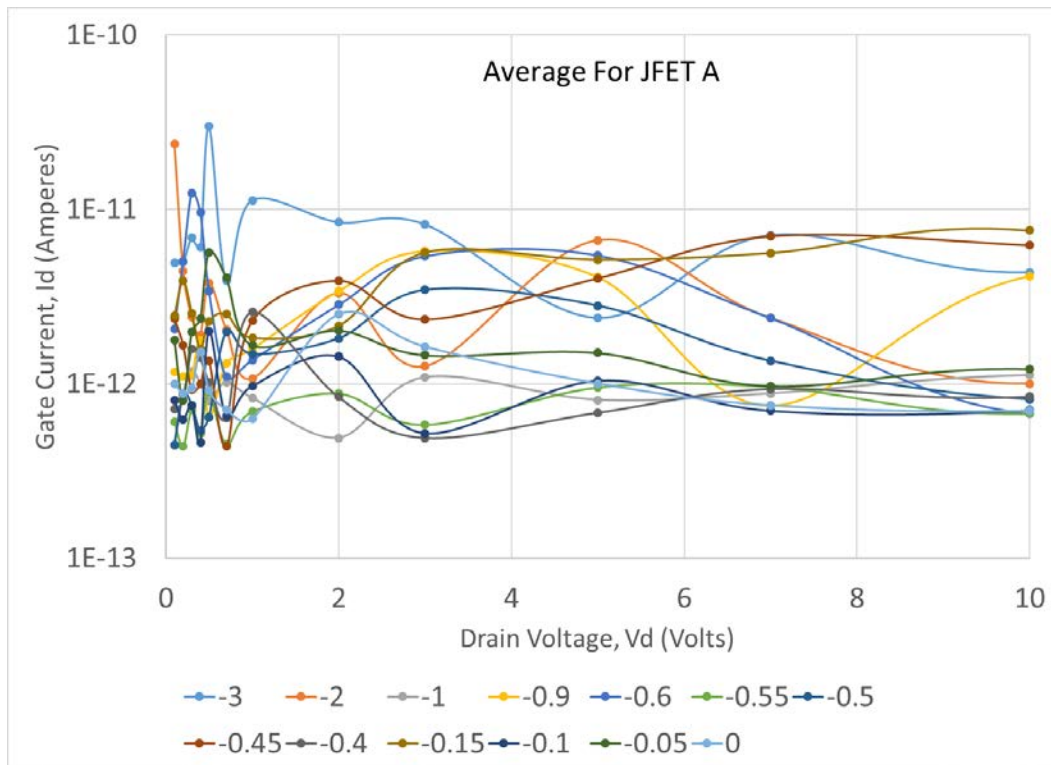 Average For JFET A
Gate Current, Id (Amperes)
1E-10
1E-11
1E-12
1E-13
0 2 4 6 8 10
Drain Voltage, Vd (Volts)
-3 -2 -1 -0.9 -0.6 -0.55 -0.5
-0.45 -0.4 -0.15 -0.1 -0.05 0